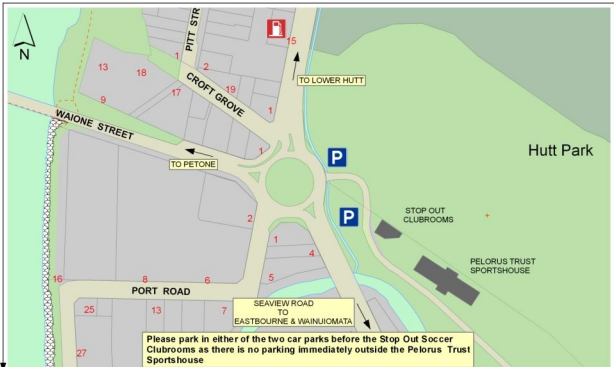 N
PITT STR
15
1
TO LOWER HUTT
13
18
2
CROFT GROVE
17
19
9
1
WAIONE STREET
Hutt Park
1
P
TO PETONE
P
STOP OUT
CLUBROOMS
2
1
4
PELORUS TRUST
SPORTSHOUSE
16
8
6
5
PORT ROAD
25
13
7
SEAVIEW ROAD
TO
EASTBOURNE & WAINUIOMATA
27
Please park in either of the two car parks before the Stop Out Soccer
Clubrooms as there is no parking immediately outside the Pelorus Trust
Sportshouse